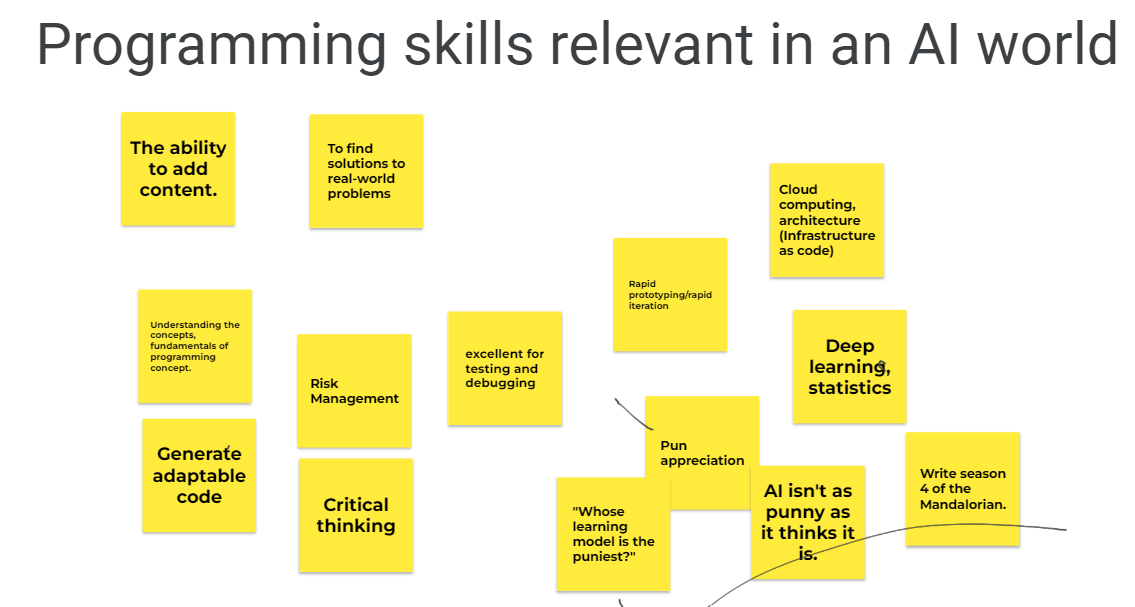 Programming skills relevant in an AI world
The ability
to add
content.
To find
solutions to
real-world
problems
Cloud
computing,
architecture
(Infrastructure
as code)
Rapid
prototyping/rapid
iteration
Understanding the
concepts,
fundamentals of
programming
concept.
Risk
Management
excellent for
testing and
debugging
Deep
learning,
statistics
Generate
adaptable
code
Critical
thinking
Pun
appreciation
"Whose
learning
model is the
puniest?"
AI isn't as
punny as
it thinks it
is.
Write season
4 of the
Mandalorian.